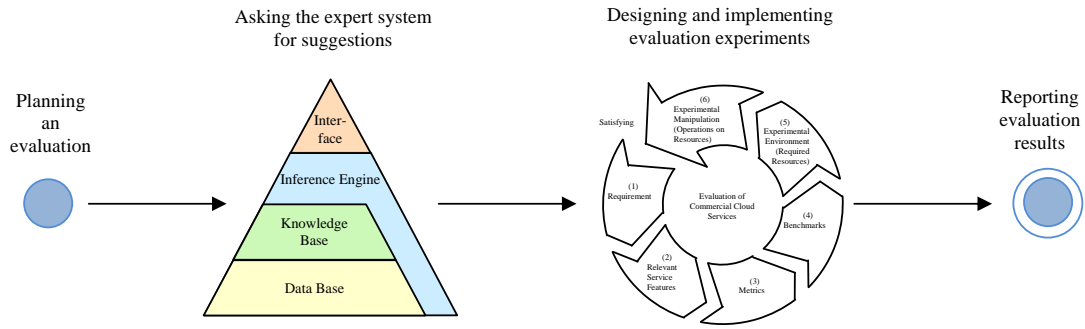 Planning
an
evaluation
Asking the expert system
for suggestions
Inter-
face
Inference Engine
Knowledge
Base
Data Base
Designing and implementing
evaluation experiments
Satisfying
(1)
Requirement
(2)
Relevant
Service
Features
(3)
Metrics
(4)
Benchmarks
(5)
Experimental
Environment
(Required
Resources)
(6)
Experimental
Manipulation
(Operations on
Resources)
Evaluation of
Commercial Cloud
Services
Reporting
evaluation
results